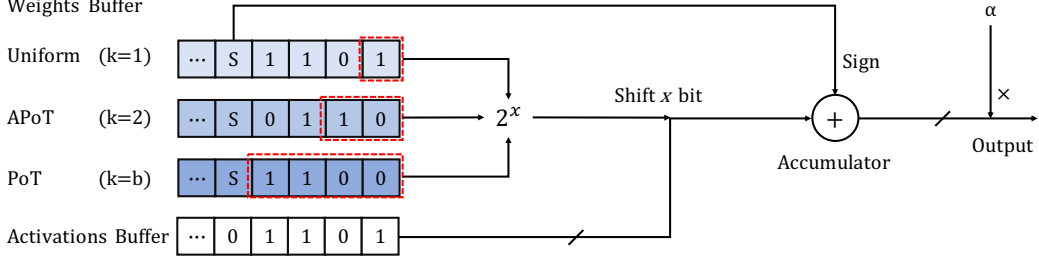 Weights Buffer
Uniform (k=1) ... S 1 1 0 1
Sign
α
×
APoT (k=2) ... S 0 1 1 0
2^x
Shift x bit
+
Accumulator
Output
PoT (k=b) ... S 1 1 0 0
Activations Buffer ... 0 1 1 0 1